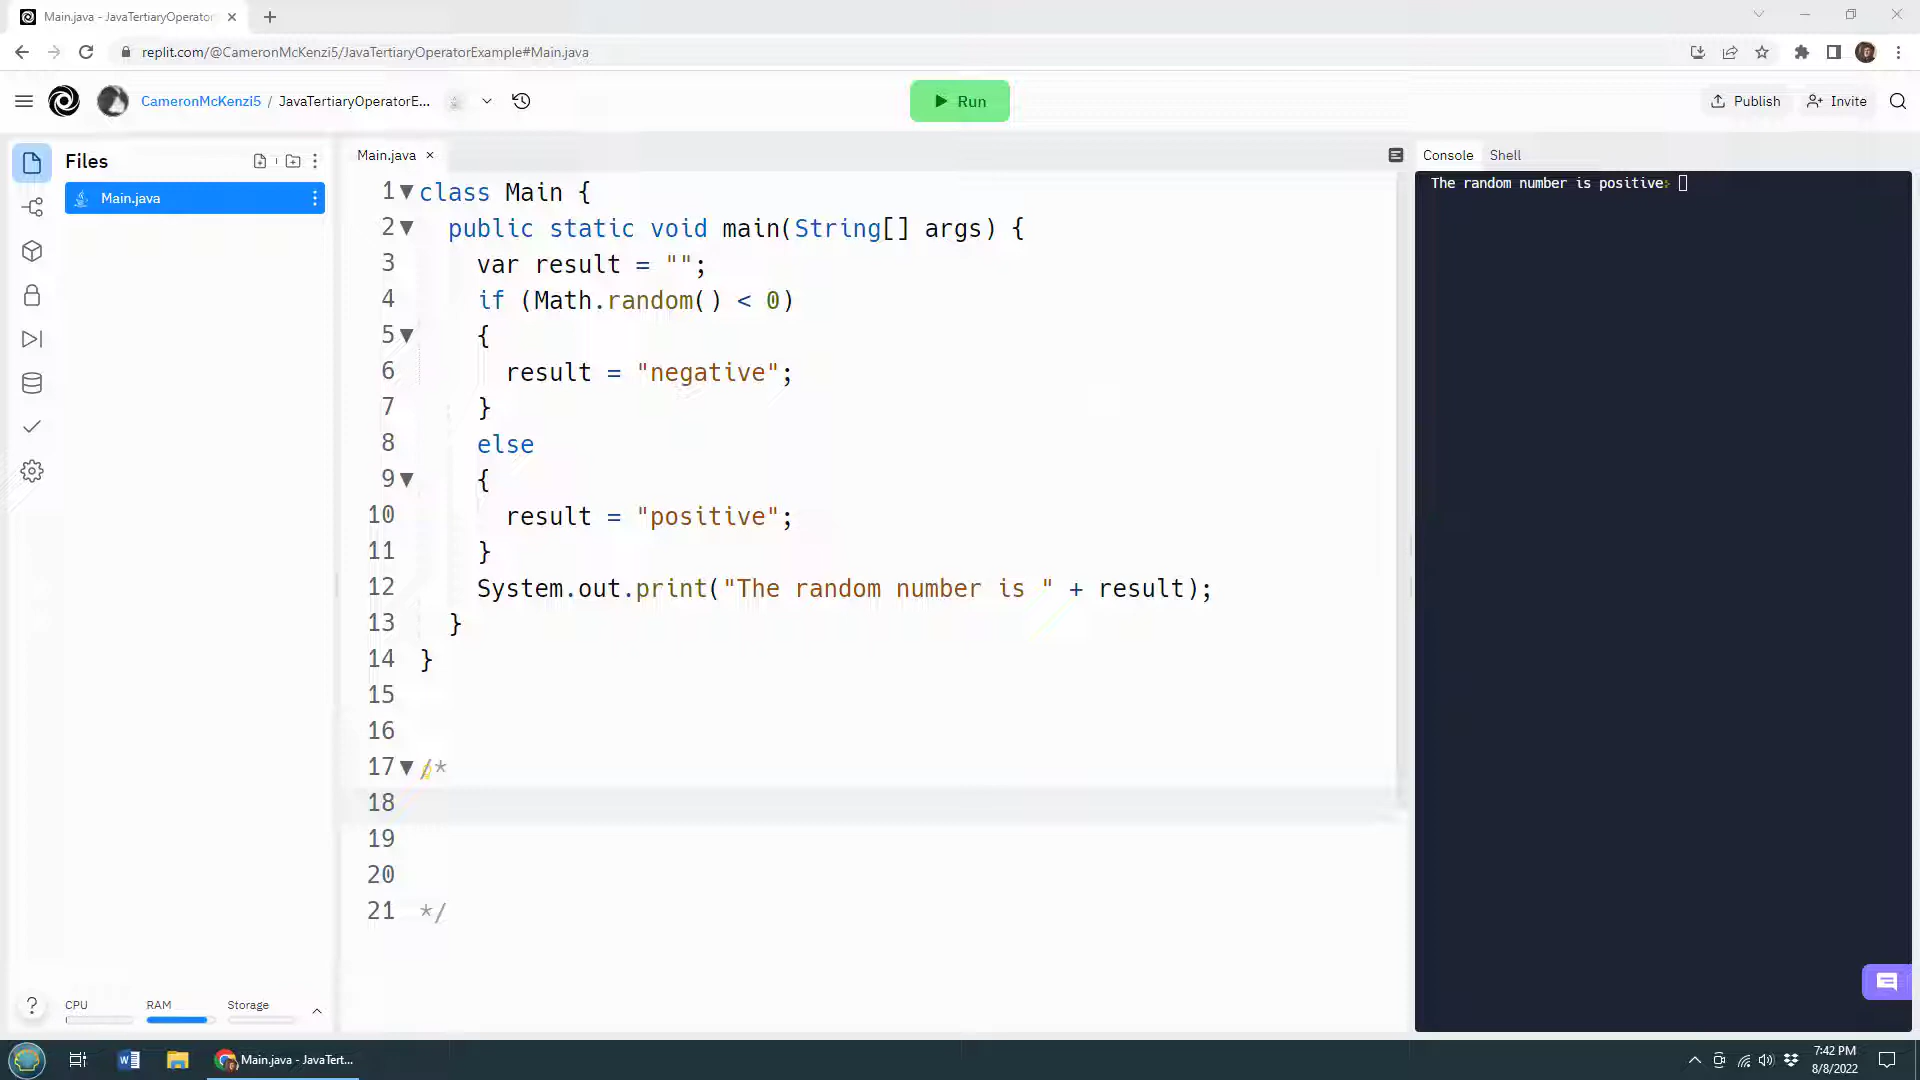 Main.java - JavaTertiaryOperator
replit.com/@CameronMcKenzi5/JavaTertiaryOperatorExample#Main.java
CameronMcKenzi5 / JavaTertiaryOperatorE...
Run
Publish
Invite
Files
Main.java
Main.java
Console
Shell
1 class Main {
2 public static void main(String[] args) {
3 var result = "";
4 if (Math.random() < 0)
5 {
6 result = "negative";
7 }
8 else
9 {
10 result = "positive";
11 }
12 System.out.print("The random number is " + result);
13 }
14 }
15
16
17 /*
18
19
20
21 */
The random number is positive
?
CPU
RAM
Storage
Main.java - JavaTert...
7:42 PM
8/8/2022